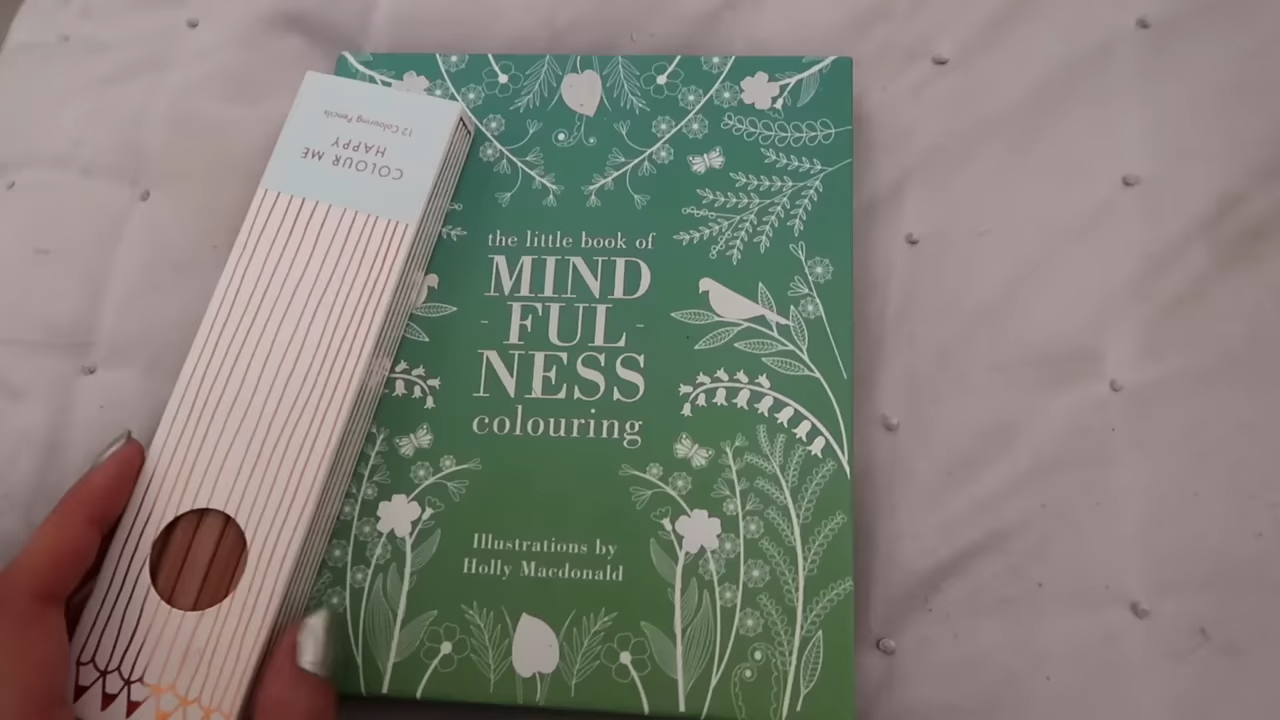 COLOUR ME
HAPPY
12 Colouring Pencils
the little book of
MIND
- FUL -
NESS
colouring
Illustrations by
Holly Macdonald